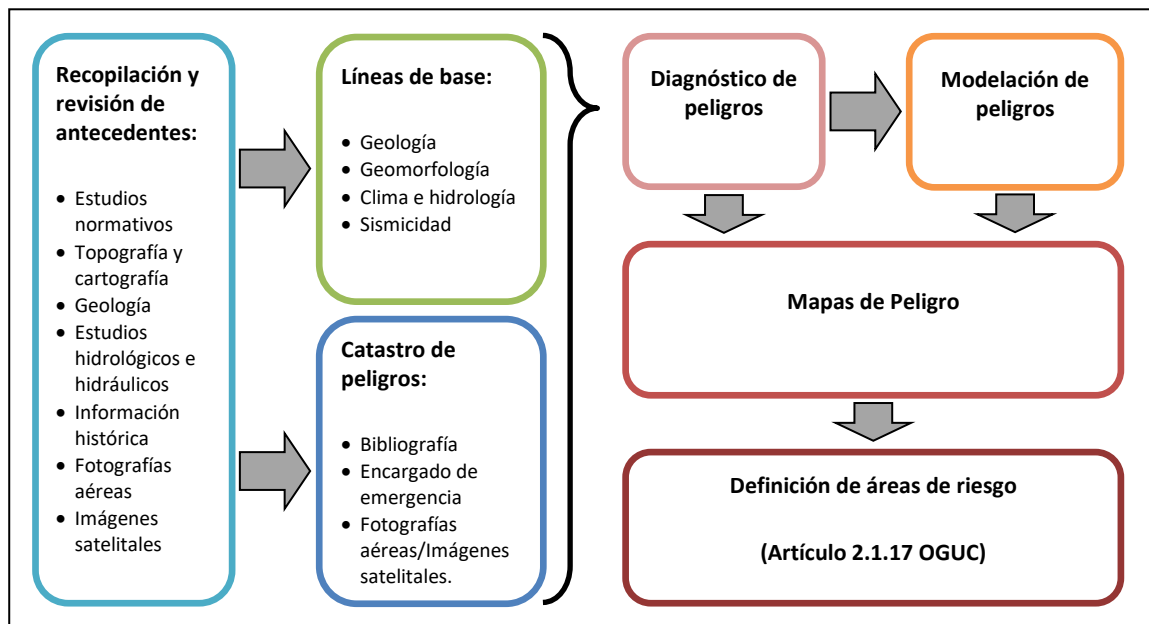 Recopilación y
revisión de
antecedentes:
• Estudios
normativos
• Topografía y
cartografía
• Geología
• Estudios
hidrológicos e
hidráulicos
• Información
histórica
• Fotografías
aéreas
• Imágenes
satelitales
Líneas de base:
• Geología
• Geomorfología
• Clima e hidrología
• Sismicidad
Catastro de
peligros:
• Bibliografía
• Encargado de
emergencia
• Fotografías
aéreas/Imágenes
satelitales.
Diagnóstico de
peligros
Modelación de
peligros
Mapas de Peligro
Definición de áreas de riesgo
(Artículo 2.1.17 OGUC)